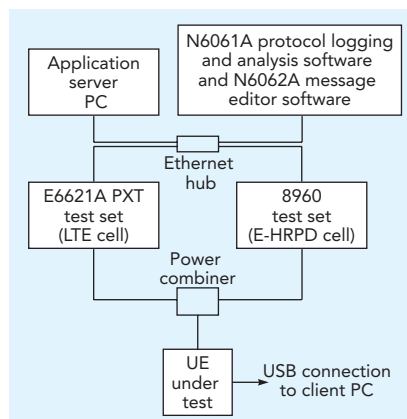 Application
server
PC
N6061A protocol logging
and analysis software
and N6062A message
editor software
Ethernet
hub
E6621A PXT
test set
(LTE cell)
8960
test set
(E-HRPD cell)
Power
combiner
UE
under
test
USB connection
to client PC